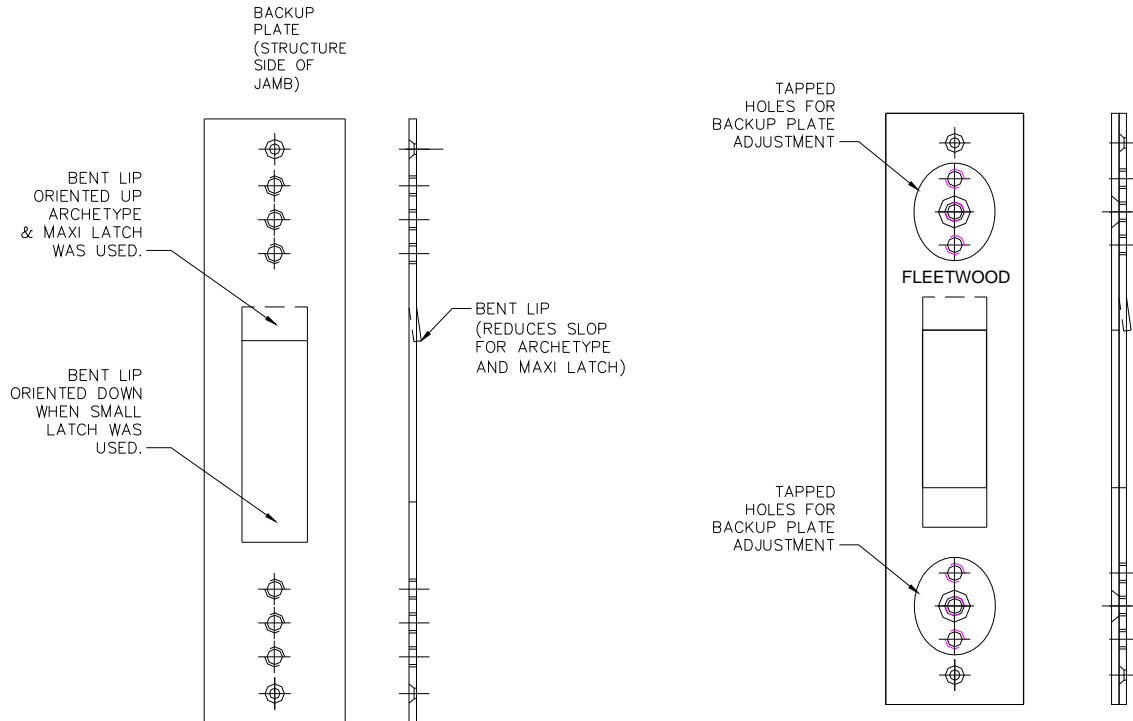 BACKUP
PLATE
(STRUCTURE
SIDE OF
JAMB)
BENT LIP
ORIENTED UP
ARCHETYPE
& MAXI LATCH
WAS USED.
BENT LIP
ORIENTED DOWN
WHEN SMALL
LATCH WAS
USED.
BENT LIP
(REDUCES SLOP
FOR ARCHETYPE
AND MAXI LATCH)
TAPPED
HOLES FOR
BACKUP PLATE
ADJUSTMENT
FLEETWOOD
TAPPED
HOLES FOR
BACKUP PLATE
ADJUSTMENT